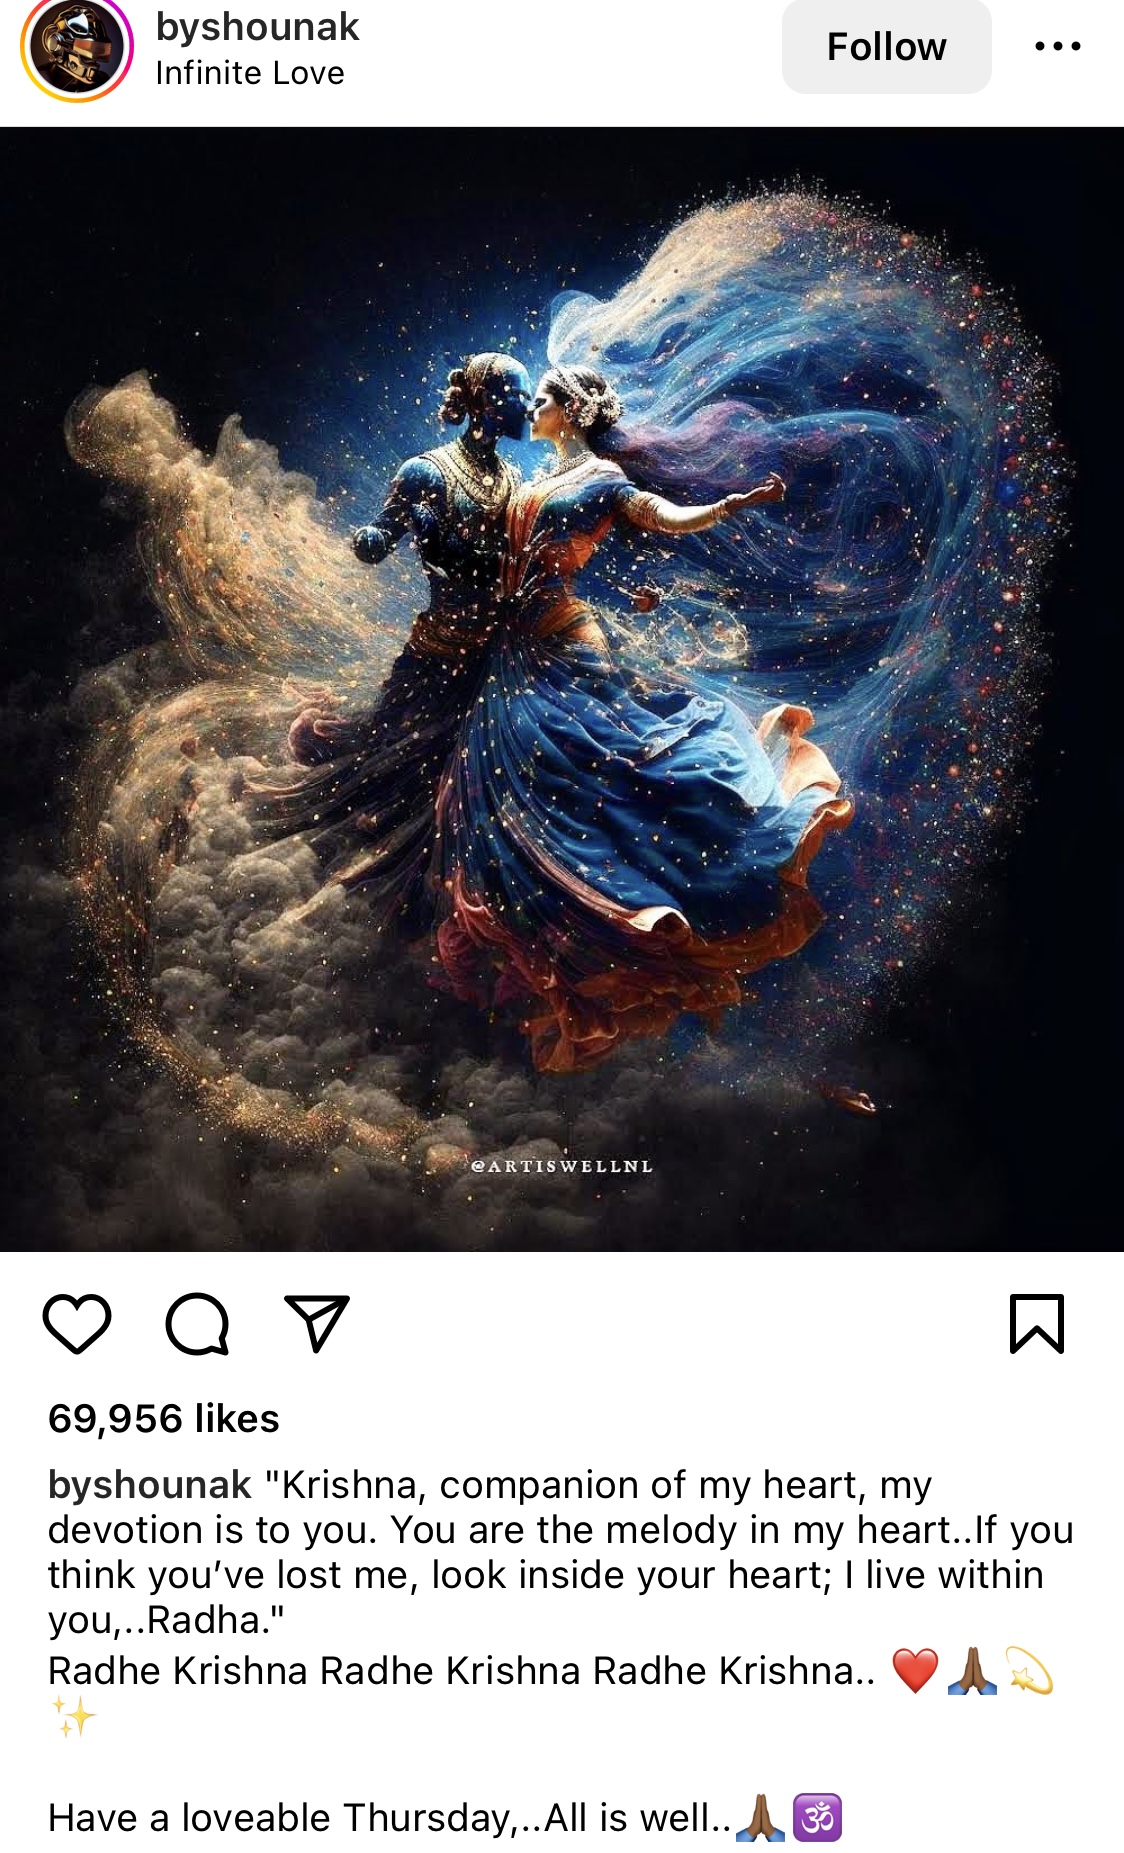 byshounak
Infinite Love
Follow
@ARTISWELLNL
69,956 likes
byshounak "Krishna, companion of my heart, my
devotion is to you. You are the melody in my heart..If you
think you’ve lost me, look inside your heart; I live within
you,..Radha."
Radhe Krishna Radhe Krishna Radhe Krishna.. ❤️🙏🏾💫
✨
Have a loveable Thursday,..All is well..🙏🏾🕉️